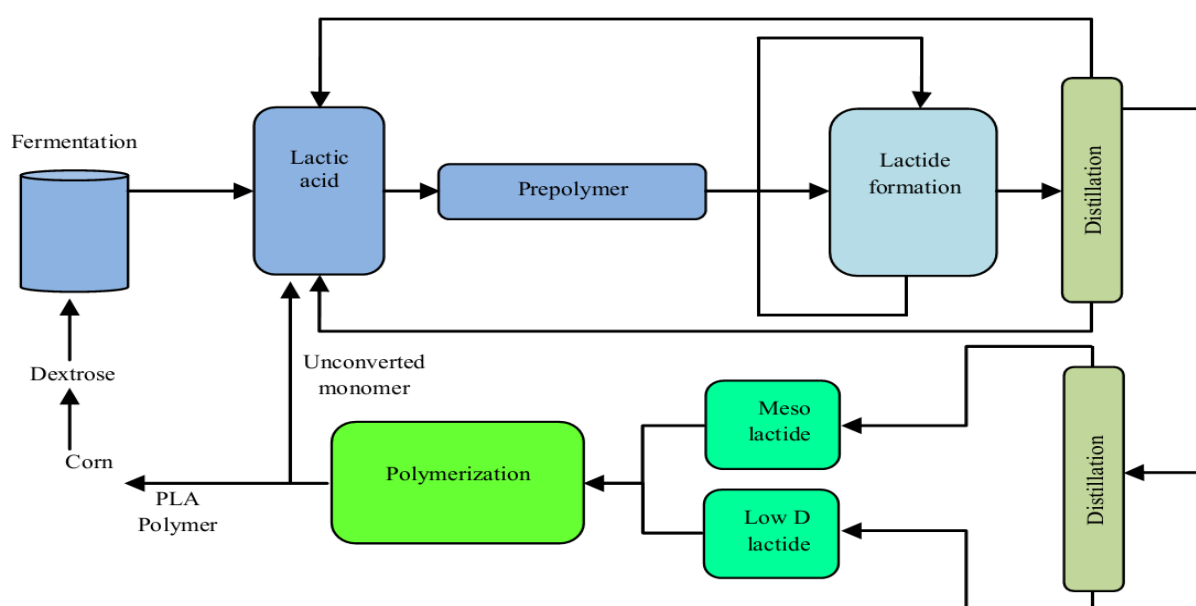 Fermentation
Lactic
acid
Prepolymer
Lactide
formation
Distillation
Dextrose
Corn
Unconverted
monomer
PLA
Polymer
Polymerization
Meso
lactide
Low D
lactide
Distillation